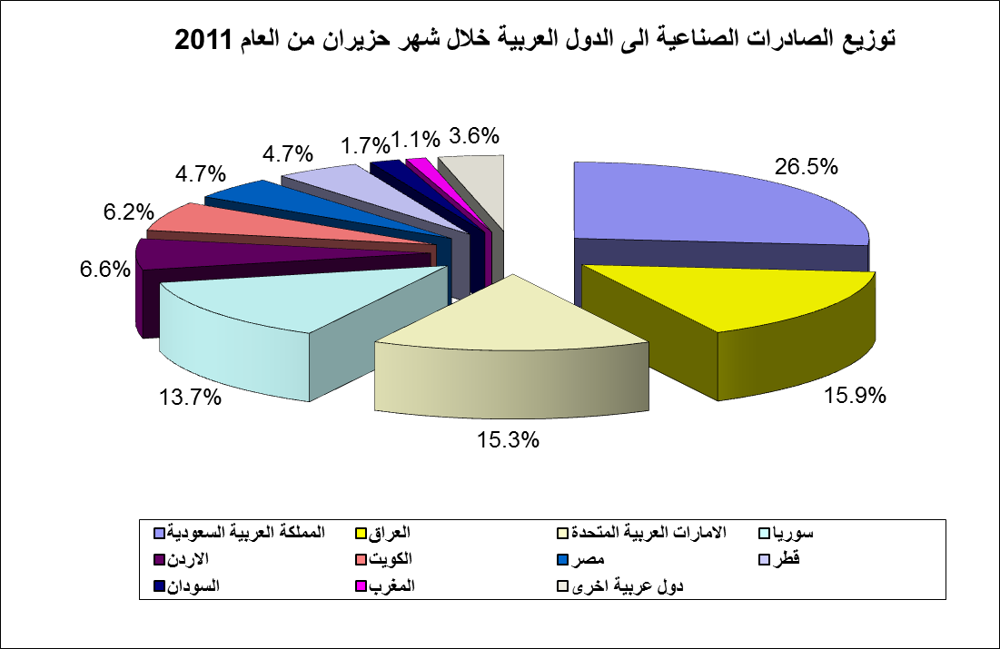 توزيع الصادرات الصناعية الى الدول العربية خلال شهر حزيران من العام 2011
26.5%
15.9%
15.3%
13.7%
6.6%
6.2%
4.7%
4.7%
1.7%
1.1%
3.6%
المملكة العربية السعودية
العراق
الامارات العربية المتحدة
سوريا
الاردن
الكويت
مصر
قطر
السودان
المغرب
دول عربية اخرى